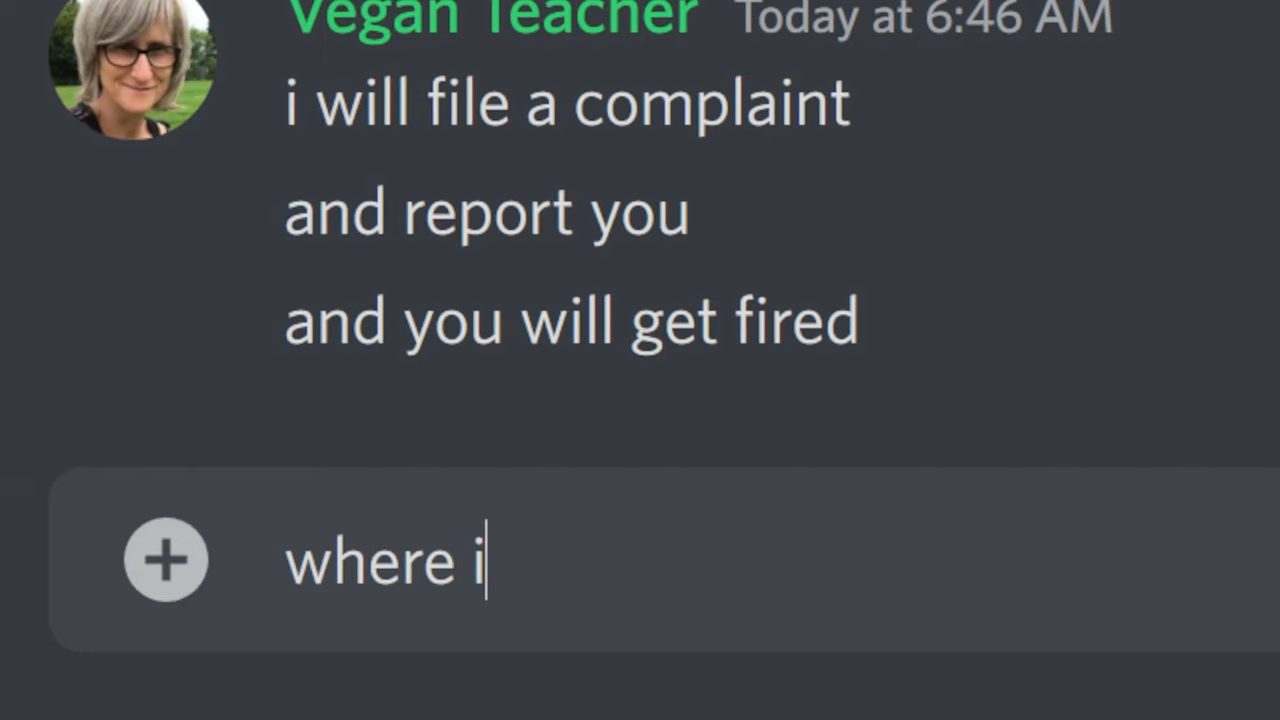 Vegan Teacher Today at 6:46 AM
i will file a complaint
and report you
and you will get fired
where i